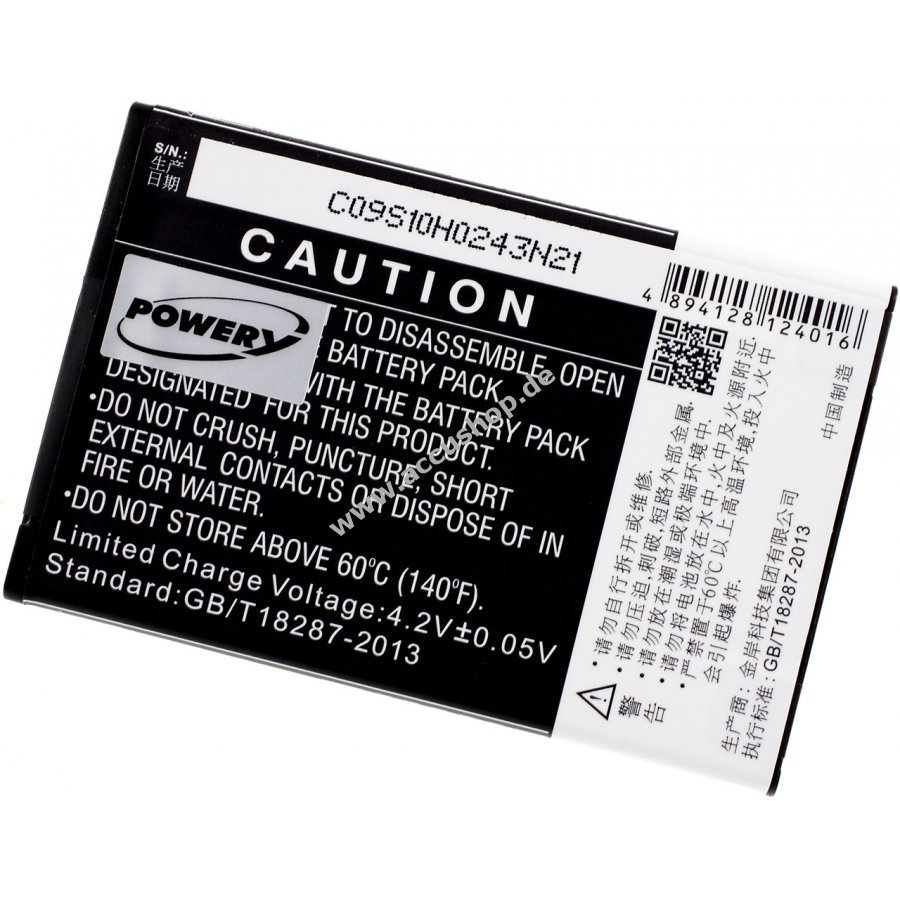 S/N.:
生产
日期
C09S10H0243N21
CAUTION
POWERY
TO DISASSEMBLE, OPEN
BATTERY PACK.
DESIGNATED WITH THE BATTERY PACK
FOR THIS PRODUCT.
•DO NOT CRUSH, PUNCTURE, SHORT
EXTERNAL CONTACTS OR DISPOSE OF IN
FIRE OR WATER.
•DO NOT STORE ABOVE 60℃ (140℉).
Limited Charge Voltage:4.2V±0.05V
Standard:GB/T18287-2013
www.accushop.de
4 894128 124016
中国制造
警告
·请勿自行拆开或维修.
·请勿压迫, 刺破, 短路外部金属
·请勿在潮湿或极端环境中.
·请勿将电池放在水中,火中及火源附近.
·请勿置于60℃以上高温环境,投入火中
会引起爆炸.
生产商: 金岸科技集团有限公司
执行标准: GB/T18287-2013